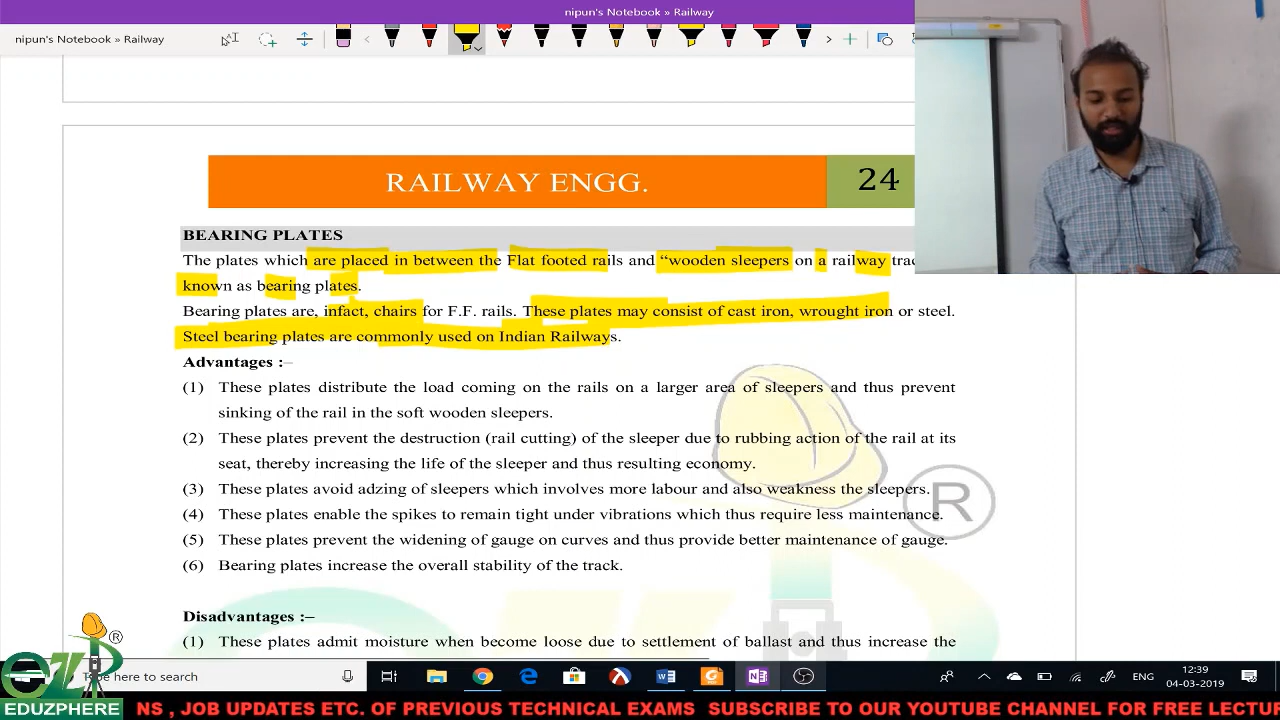 nipun's Notebook » Railway
nipun's Notebook » Railway
RAILWAY ENGG.
24
BEARING PLATES
The plates which are placed in between the Flat footed rails and “wooden sleepers on a railway
known as bearing plates.
Bearing plates are, infact, chairs for F.F. rails. These plates may consist of cast iron, wrought iron or steel.
Steel bearing plates are commonly used on Indian Railways.
Advantages :–
(1) These plates distribute the load coming on the rails on a larger area of sleepers and thus prevent
sinking of the rail in the soft wooden sleepers.
(2) These plates prevent the destruction (rail cutting) of the sleeper due to rubbing action of the rail at its
seat, thereby increasing the life of the sleeper and thus resulting economy.
(3) These plates avoid adzing of sleepers which involves more labour and also weakness the sleepers.
(4) These plates enable the spikes to remain tight under vibrations which thus require less maintenance.
(5) These plates prevent the widening of gauge on curves and thus provide better maintenance of gauge.
(6) Bearing plates increase the overall stability of the track.
Disadvantages :–
(1) These plates admit moisture when become loose due to settlement of ballast and thus increase the
R
R
here to search
ENG
12:39
04-03-2019
EDUZPHERE
NS , JOB UPDATES ETC. OF PREVIOUS TECHNICAL EXAMS SUBSCRIBE TO OUR YOUTUBE CHANNEL FOR FREE